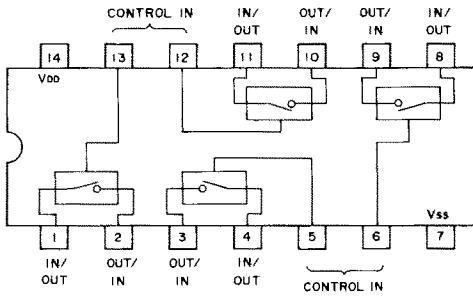 CONTROL IN
IN/ OUT/ OUT/ IN/
OUT IN IN OUT
14 13 12 11 10 9 8
VDD
VSS
1 2 3 4 5 6 7
IN/ OUT/ OUT/ IN/
OUT IN IN OUT
CONTROL IN